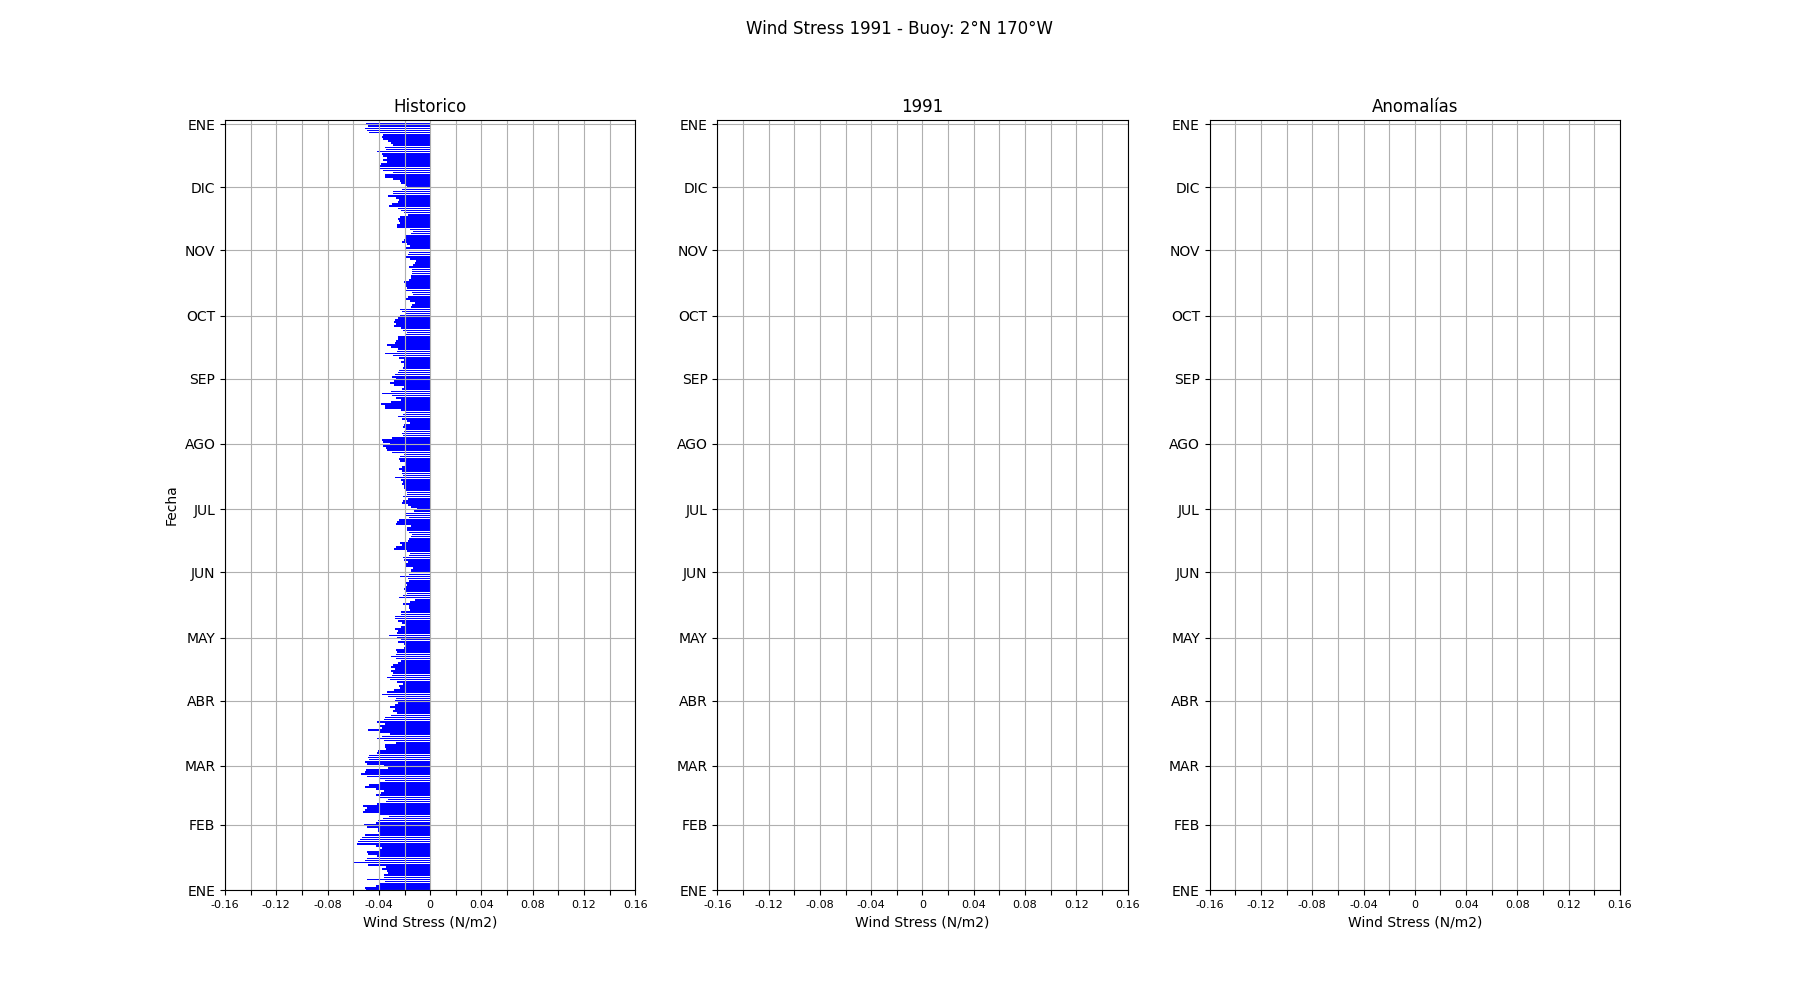 Wind Stress 1991 - Buoy: 2°N 170°W
Historico
ENE
DIC
NOV
OCT
SEP
AGO
JUL
JUN
MAY
ABR
MAR
FEB
ENE
Fecha
-0.16 -0.12 -0.08 -0.04 0 0.04 0.08 0.12 0.16
Wind Stress (N/m2)
1991
ENE
DIC
NOV
OCT
SEP
AGO
JUL
JUN
MAY
ABR
MAR
FEB
ENE
-0.16 -0.12 -0.08 -0.04 0 0.04 0.08 0.12 0.16
Wind Stress (N/m2)
Anomalías
ENE
DIC
NOV
OCT
SEP
AGO
JUL
JUN
MAY
ABR
MAR
FEB
ENE
-0.16 -0.12 -0.08 -0.04 0 0.04 0.08 0.12 0.16
Wind Stress (N/m2)